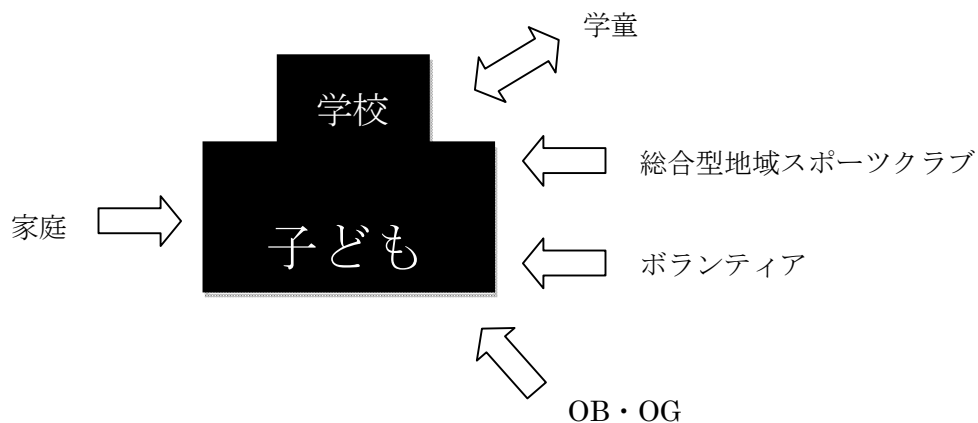 学童
学校
総合型地域スポーツクラブ
家庭
子ども
ボランティア
OB・OG